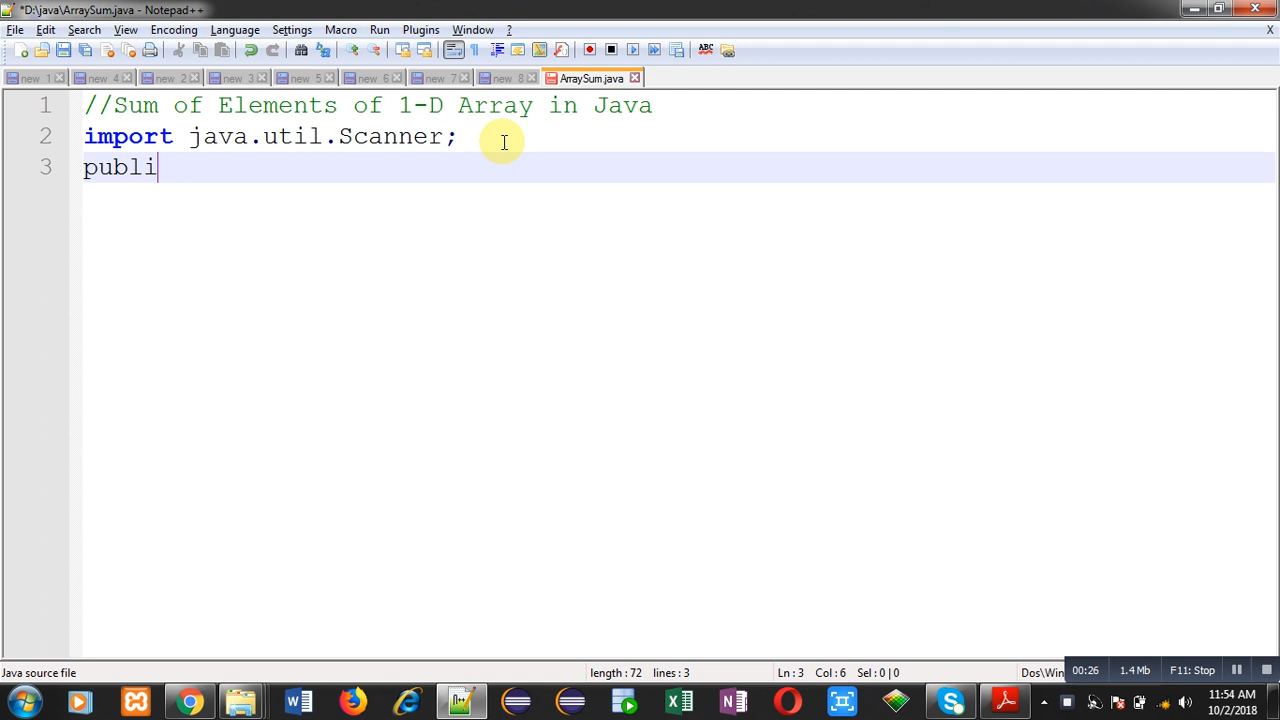 *D:\java\ArraySum.java - Notepad++
File Edit Search View Encoding Language Settings Macro Run Plugins Window ? X
new 1 new 4 new 2 new 3 new 5 new 6 new 7 new 8 ArraySum.java
1 //Sum of Elements of 1-D Array in Java
2 import java.util.Scanner;
3 publi
Java source file length : 72 lines : 3 Ln : 3 Col : 6 Sel : 0 | 0 Dos\Win 00:26 1.4 Mb F11: Stop
11:54 AM
10/2/2018